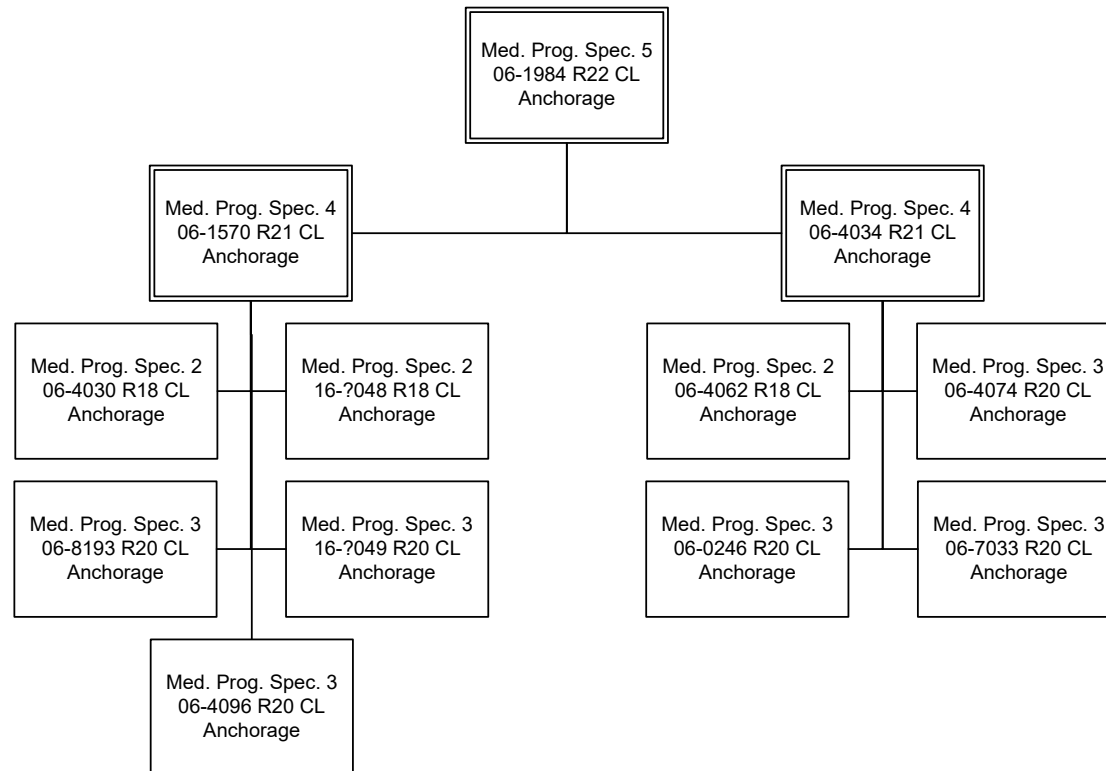 Med. Prog. Spec. 5
06-1984 R22 CL
Anchorage
Med. Prog. Spec. 4
06-1570 R21 CL
Anchorage
Med. Prog. Spec. 4
06-4034 R21 CL
Anchorage
Med. Prog. Spec. 2
06-4030 R18 CL
Anchorage
Med. Prog. Spec. 2
16-?048 R18 CL
Anchorage
Med. Prog. Spec. 2
06-4062 R18 CL
Anchorage
Med. Prog. Spec. 3
06-4074 R20 CL
Anchorage
Med. Prog. Spec. 3
06-8193 R20 CL
Anchorage
Med. Prog. Spec. 3
16-?049 R20 CL
Anchorage
Med. Prog. Spec. 3
06-0246 R20 CL
Anchorage
Med. Prog. Spec. 3
06-7033 R20 CL
Anchorage
Med. Prog. Spec. 3
06-4096 R20 CL
Anchorage